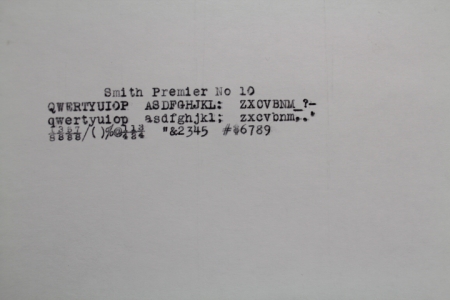 Smith Premier No 10
QWERTYUIOP ASDFGHJKL: ZXCVBNM_?-
qwertyuiop asdfghjkl; zxcvbnm,.'
/()% "&2345 #$6789